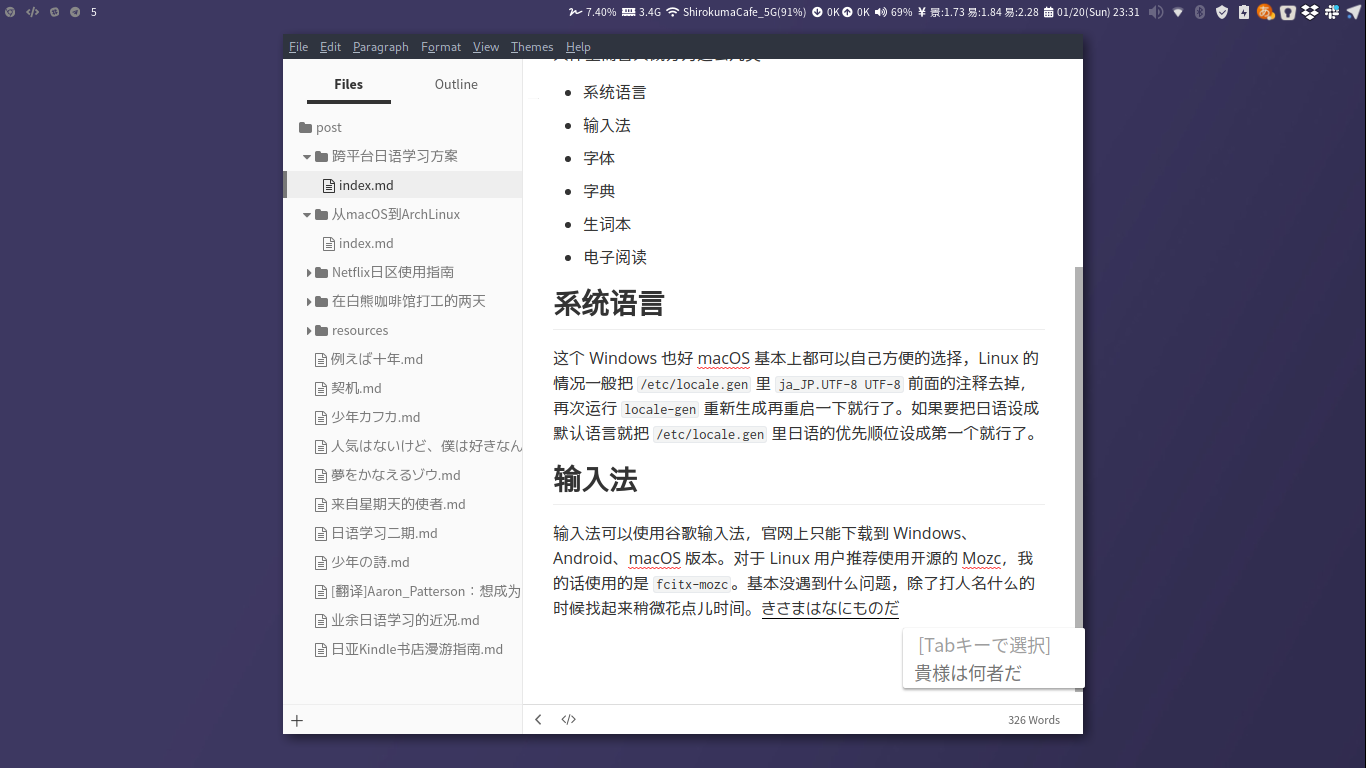 5
7.40% 3.4G ShirokumaCafe_5G(91%) 0K 0K 69% ¥ 景:1.73 易:1.84 易:2.28 01/20(Sun) 23:31 あ
File Edit Paragraph Format View Themes Help
Files Outline
post
跨平台日语学习方案
index.md
从macOS到ArchLinux
index.md
Netflix日区使用指南
在白熊咖啡馆打工的两天
resources
例えば十年.md
契机.md
少年カフカ.md
人気はないけど、僕は好きなん
夢をかなえるゾウ.md
来自星期天的使者.md
日语学习二期.md
少年の詩.md
[翻译]Aaron_Patterson：想成为
业余日语学习的近况.md
日亚Kindle书店漫游指南.md
系统语言
输入法
字体
字典
生词本
电子阅读
系统语言
这个 Windows 也好 macOS 基本上都可以自己方便的选择，Linux 的
情况一般把 /etc/locale.gen 里 ja_JP.UTF-8 UTF-8 前面的注释去掉，
再次运行 locale-gen 重新生成再重启一下就行了。如果要把日语设成
默认语言就把 /etc/locale.gen 里日语的优先顺位设成第一个就行了。
输入法
输入法可以使用谷歌输入法，官网上只能下载到 Windows、
Android、macOS 版本。对于 Linux 用户推荐使用开源的 Mozc，我
的话使用的是 fcitx-mozc。基本没遇到什么问题，除了打人名什么的
时候找起来稍微花点儿时间。きさまはなにものだ
[Tabキーで選択]
貴様は何者だ
326 Words